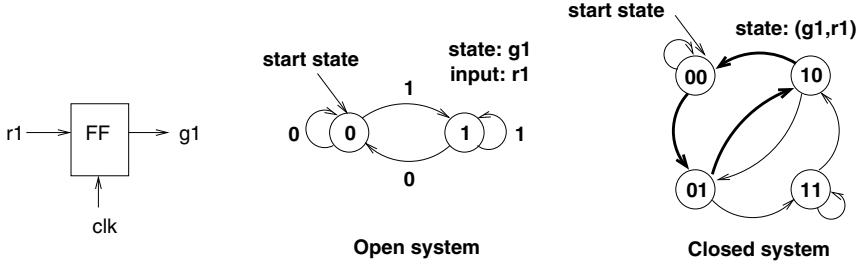 r1
FF
g1
clk
start state
state: g1
input: r1
1
0
0
1
1
0
Open system
start state
state: (g1,r1)
00
10
01
11
Closed system